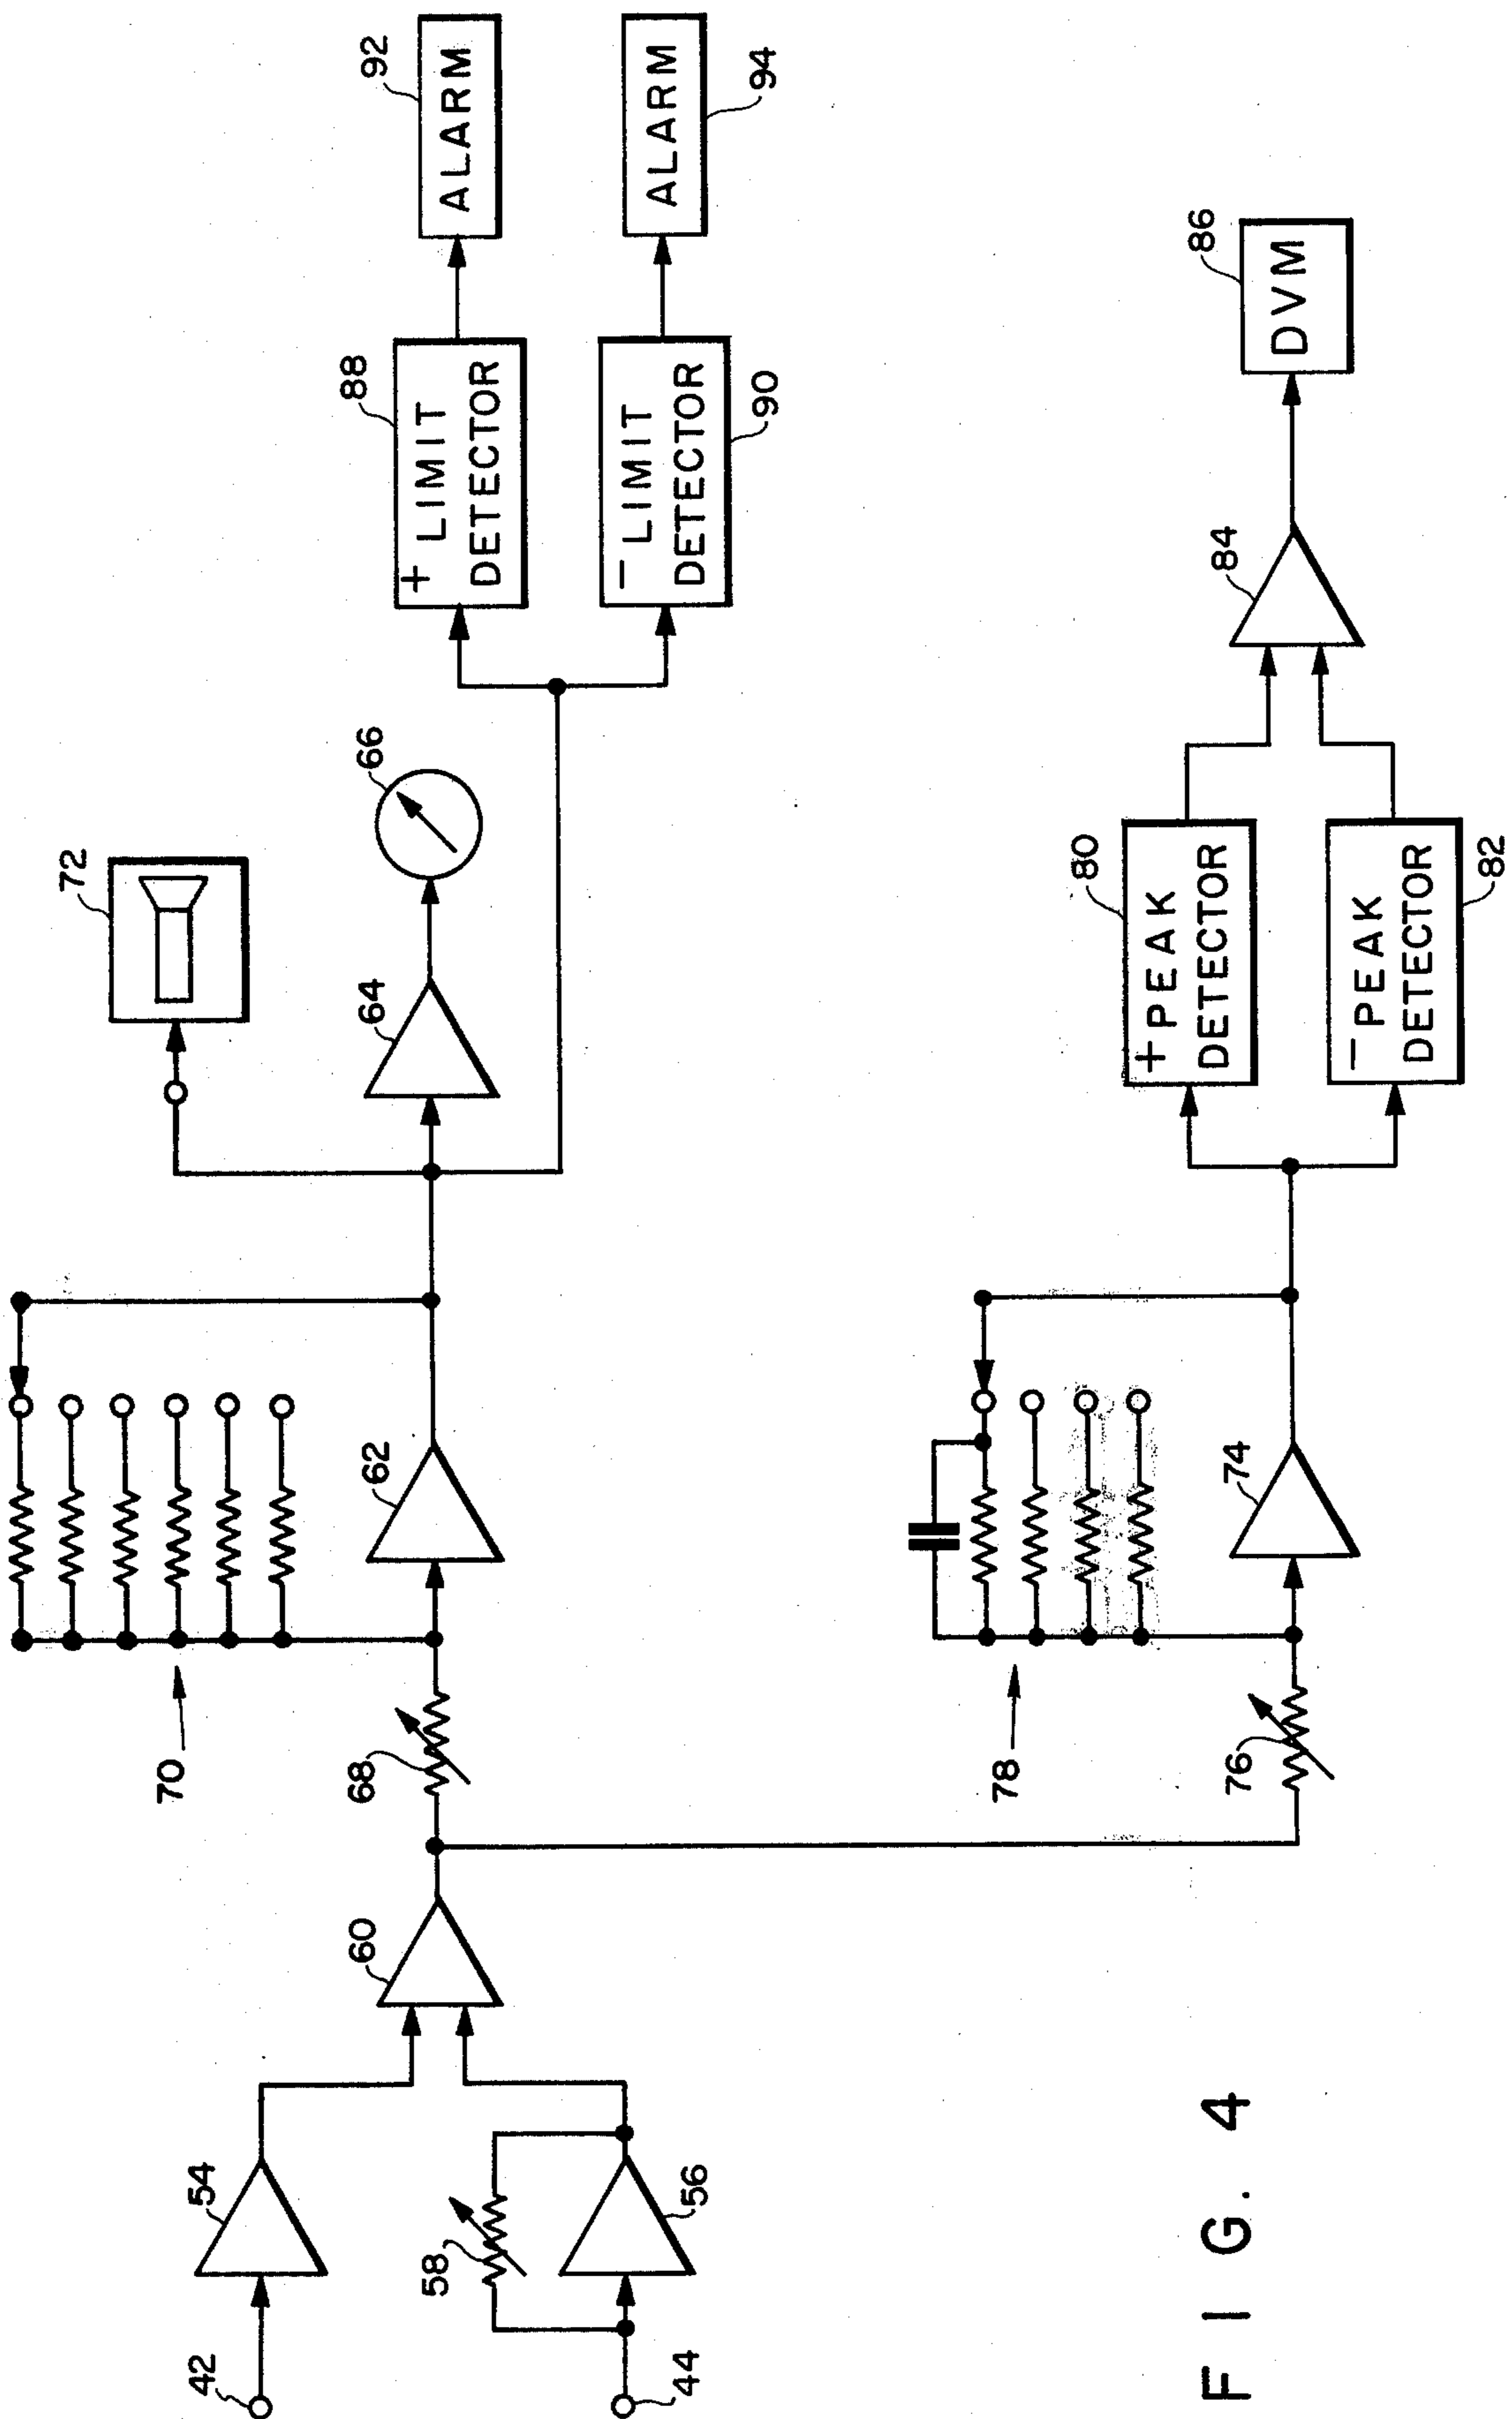 42
44
54
56
58
60
68
70
62
72
64
66
+ LIMIT
DETECTOR
88
- LIMIT
DETECTOR
90
ALARM
92
ALARM
94
76
78
74
+ PEAK
DETECTOR
80
- PEAK
DETECTOR
82
84
DVM
86
FIG. 4